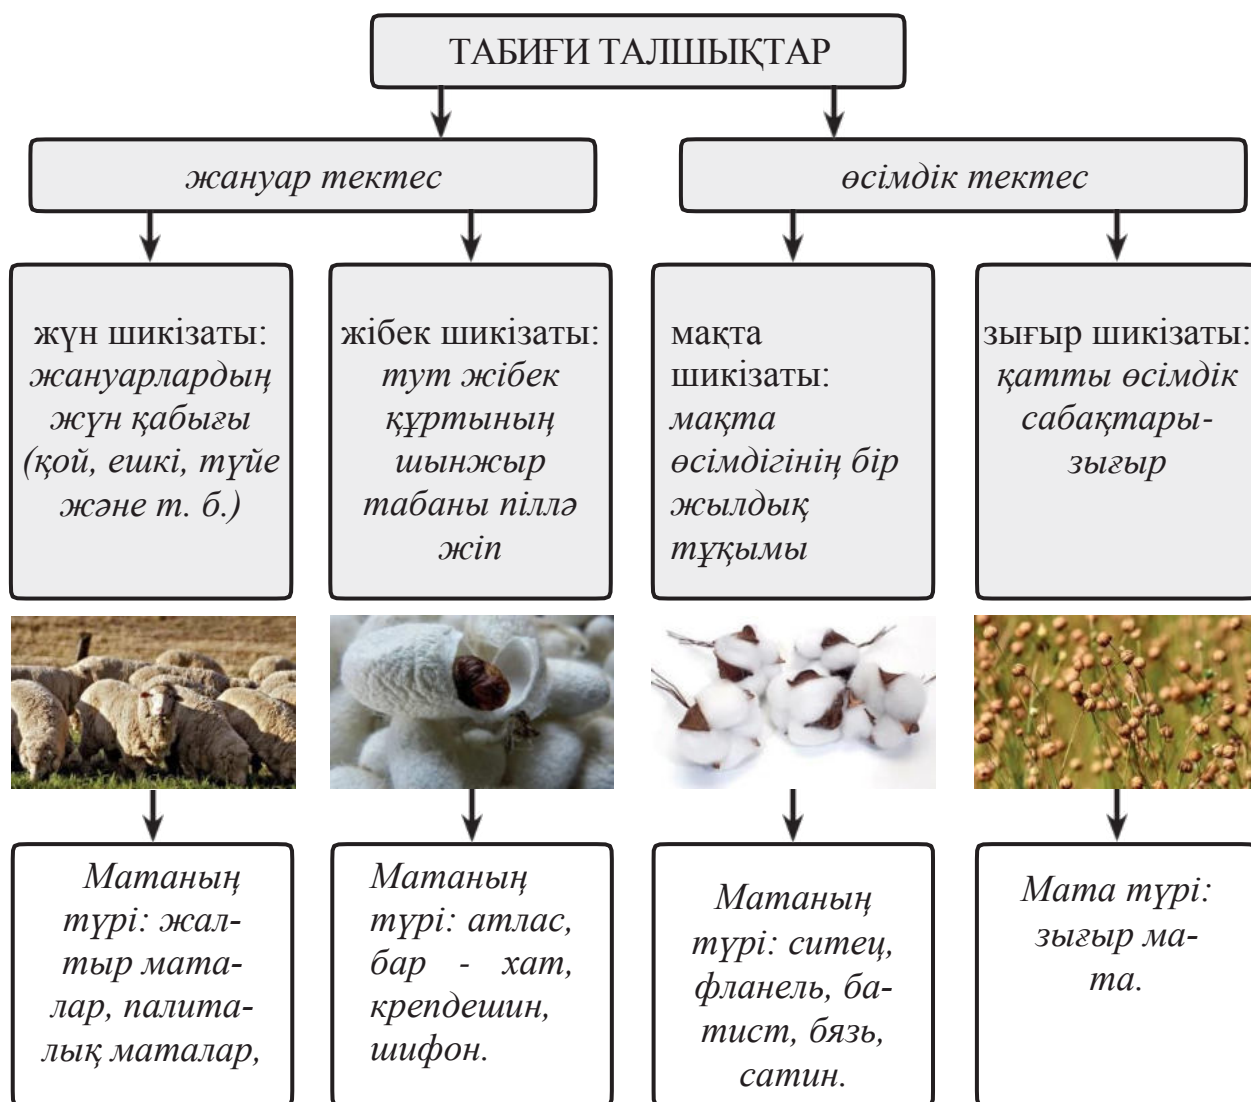 ТАБИҒИ ТАЛШЫҚТАР
жануар тектес
өсімдік тектес
жүн шикізаты:
жануарлардың
жүн қабығы
(қой, ешкі, түйе
және т. б.)
жібек шикізаты:
тут жібек
құртының
шынжыр
табаны пілла
жіп
мақта
шикізаты:
мақта
өсімдігінің бір
жылдық
тұқымы
зығыр шикізаты:
қатты өсімдік
сабақтары-
зығыр
Матаның
түрі: жал-
тыр мата-
лар, палита-
лық маталар,
Матаның
түрі: атлас,
бар - хат,
крепдешин,
шифон.
Матаның
түрі: ситец,
фланель, ба-
тист, бязь,
сатин.
Мата түрі:
зығыр ма-
та.